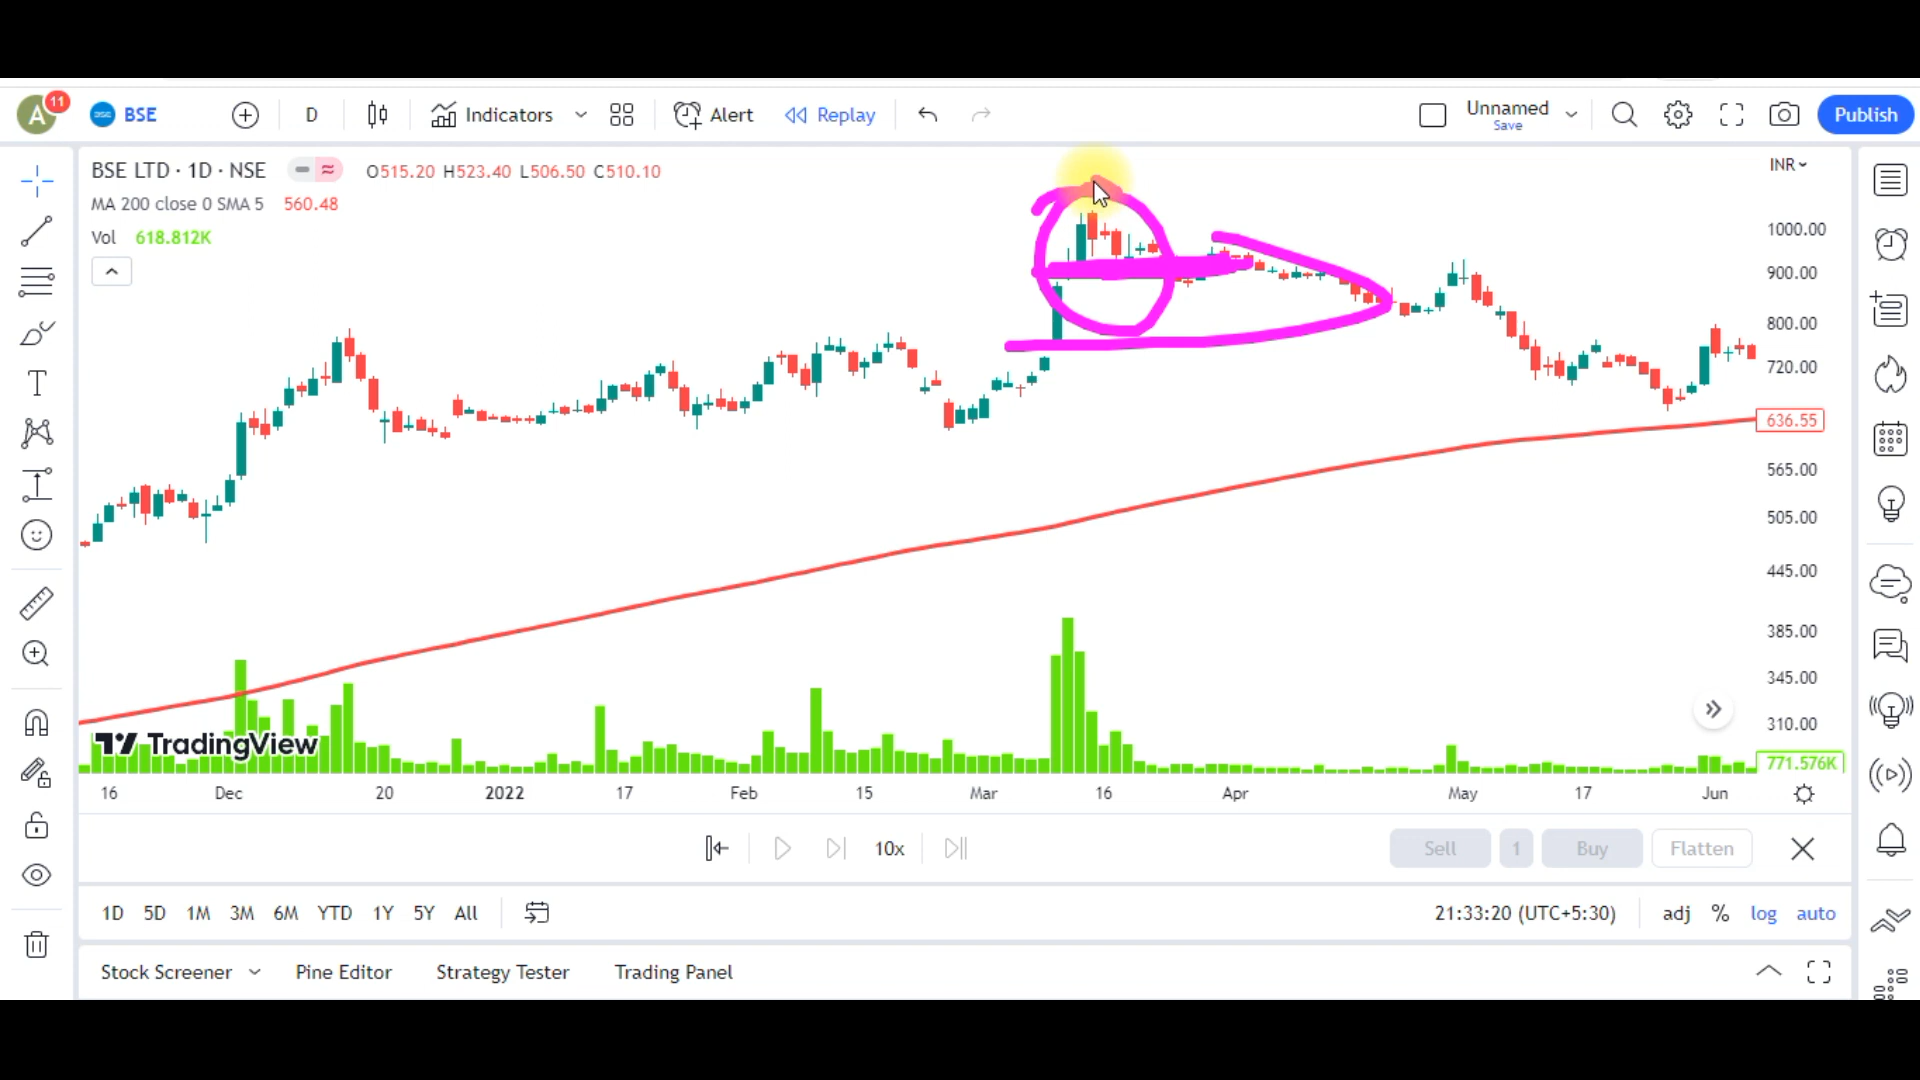 A 11 BSE D Indicators Alert Replay Unnamed Save Publish
BSE LTD · 1D · NSE O515.20 H523.40 L506.50 C510.10
INR
MA 200 close 0 SMA 5 560.48
Vol 618.812K
1000.00
900.00
800.00
720.00
636.55
565.00
505.00
445.00
385.00
345.00
310.00
TradingView
771.576K
16 Dec 20 2022 17 Feb 15 Mar 16 Apr May 17 Jun
10x Sell 1 Buy Flatten
1D 5D 1M 3M 6M YTD 1Y 5Y All 21:33:20 (UTC+5:30) adj % log auto
Stock Screener Pine Editor Strategy Tester Trading Panel